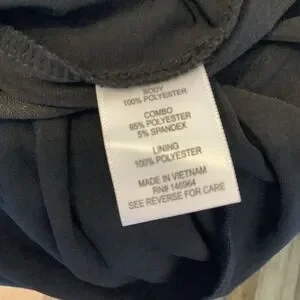 BODY
100% POLYESTER
COMBO
95% POLYESTER
5% SPANDEX
LINING
100% POLYESTER
MADE IN VIETNAM
RN# 146964
SEE REVERSE FOR CARE